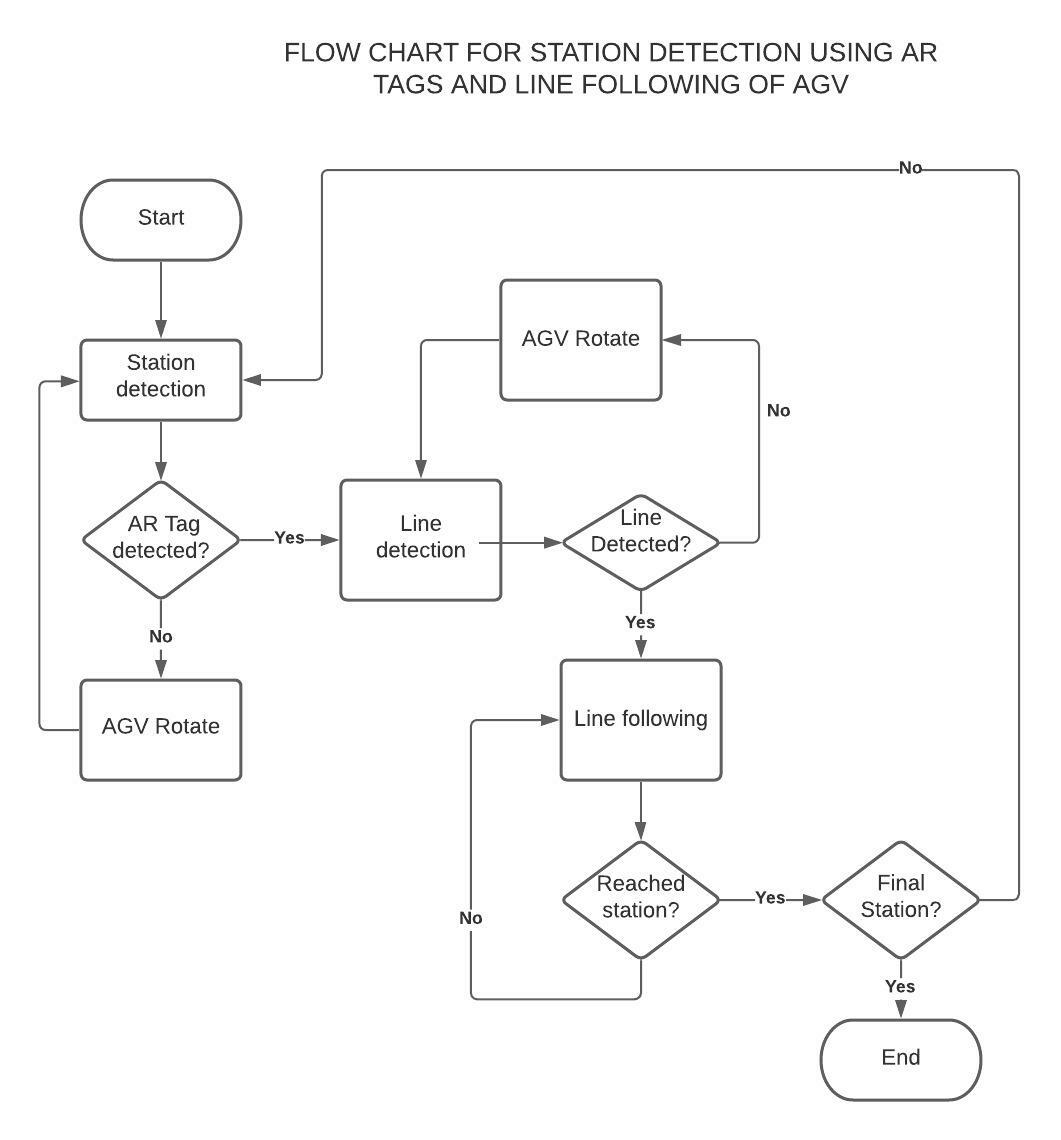 FLOW CHART FOR STATION DETECTION USING AR
TAGS AND LINE FOLLOWING OF AGV
No
Start
AGV Rotate
Station
detection
No
AR Tag
detected?
Yes
Line
detection
Line
Detected?
No
Yes
AGV Rotate
Line following
Reached
station?
Yes
Final
Station?
No
Yes
End